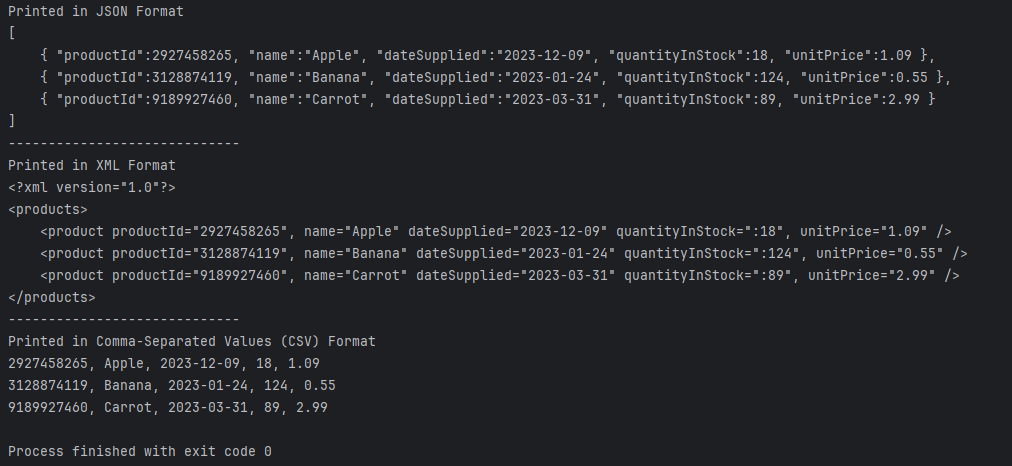 Printed in JSON Format
[
    { "productId":2927458265, "name":"Apple", "dateSupplied":"2023-12-09", "quantityInStock":18, "unitPrice":1.09 },
    { "productId":3128874119, "name":"Banana", "dateSupplied":"2023-01-24", "quantityInStock":124, "unitPrice":0.55 },
    { "productId":9189927460, "name":"Carrot", "dateSupplied":"2023-03-31", "quantityInStock":89, "unitPrice":2.99 }
]
-----------------------------
Printed in XML Format
<?xml version="1.0"?>
<products>
    <product productId="2927458265", name="Apple" dateSupplied="2023-12-09" quantityInStock=":18", unitPrice="1.09" />
    <product productId="3128874119", name="Banana" dateSupplied="2023-01-24" quantityInStock=":124", unitPrice="0.55" />
    <product productId="9189927460", name="Carrot" dateSupplied="2023-03-31" quantityInStock=":89", unitPrice="2.99" />
</products>
-----------------------------
Printed in Comma-Separated Values (CSV) Format
2927458265, Apple, 2023-12-09, 18, 1.09
3128874119, Banana, 2023-01-24, 124, 0.55
9189927460, Carrot, 2023-03-31, 89, 2.99

Process finished with exit code 0